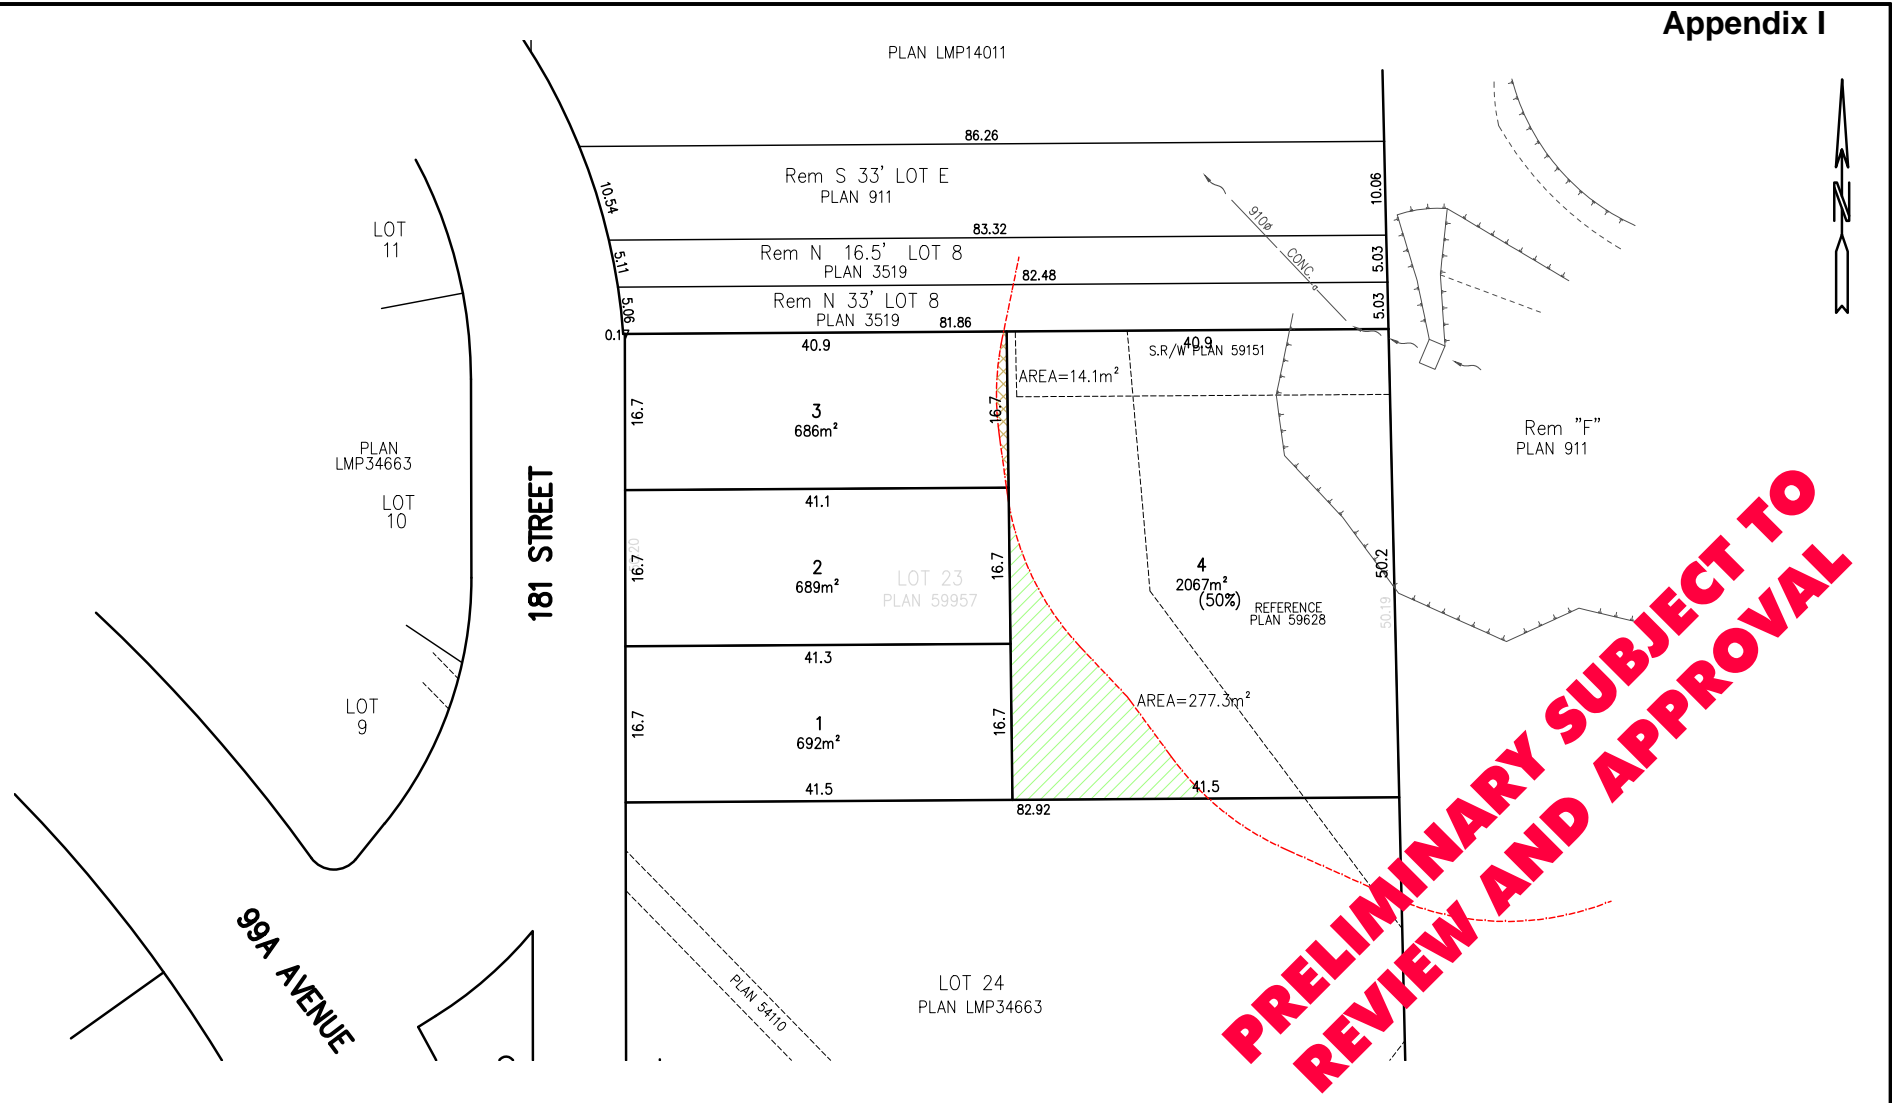 Appendix I
PLAN LMP14011
86.26
Rem S 33' LOT E
PLAN 911
10.54
10.06
910ø
CONC.
83.32
Rem N 16.5' LOT 8
PLAN 3519
5.11
5.03
82.48
Rem N 33' LOT 8
PLAN 3519
5.06
5.03
81.86
0.17
40.9
40.9
S.R/W PLAN 59151
AREA=14.1m²
16.7
3
686m²
16.7
41.1
16.7
2
689m²
16.7
LOT 23
PLAN 59957
41.3
16.7
1
692m²
16.7
41.5
41.5
82.92
4
2067m²
(50%)
REFERENCE
PLAN 59628
50.2
50.19
AREA=277.3m²
Rem "F"
PLAN 911
N
LOT
11
PLAN
LMP34663
LOT
10
LOT
9
181 STREET
99A AVENUE
PLAN 54110
LOT 24
PLAN LMP34663
PRELIMINARY SUBJECT TO
REVIEW AND APPROVAL